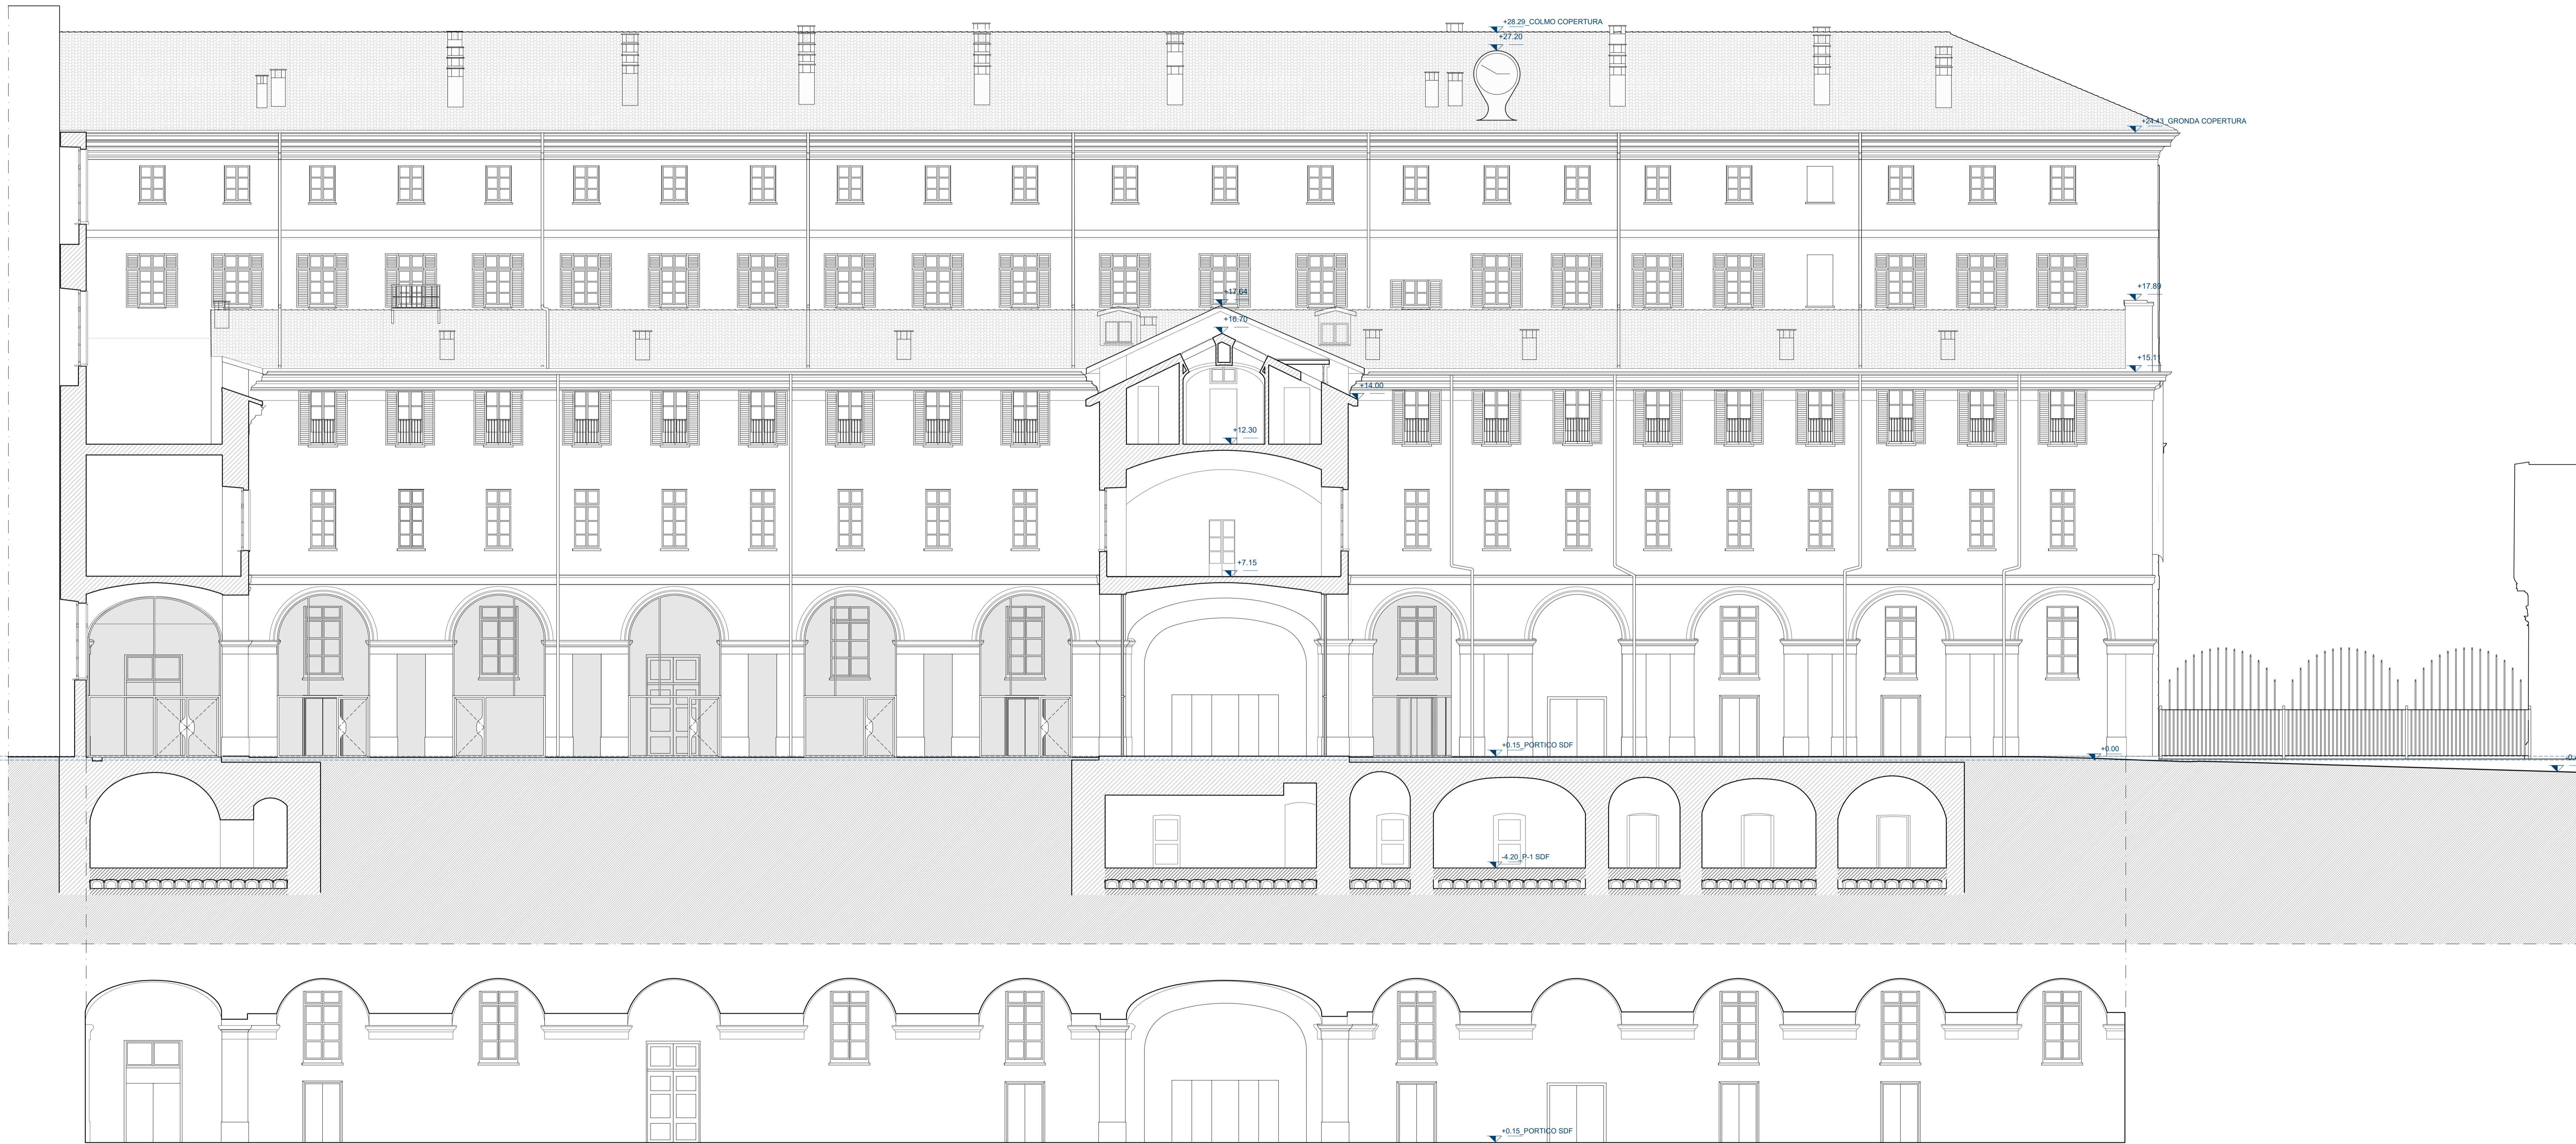 +28.29_COLMO COPERTURA
+27.20
+24.43_GRONDA COPERTURA
+17.64
+17.89
+16.70
+15.11
+14.00
+12.30
+7.15
+0.15_PORTICO SDF
+0.00
-4.20_P-1 SDF
+0.15_PORTICO SDF